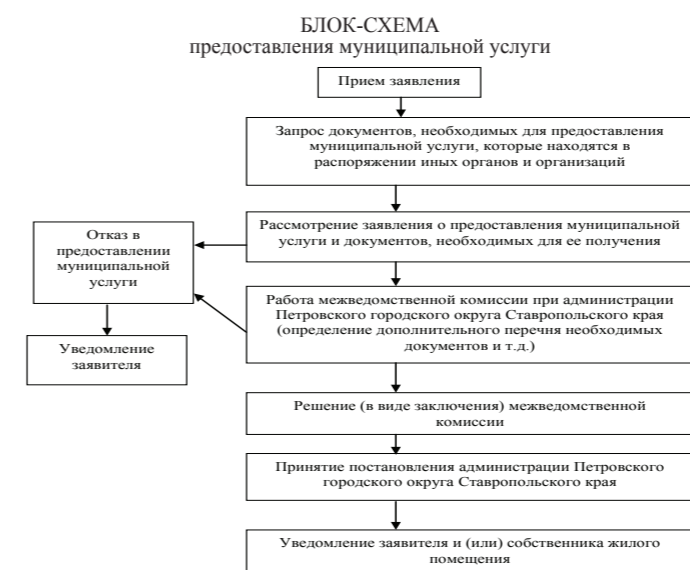 БЛОК-СХЕМА
предоставления муниципальной услуги
Прием заявления
Запрос документов, необходимых для предоставления
муниципальной услуги, которые находятся в
распоряжении иных органов и организаций
Рассмотрение заявления о предоставления муниципальной
услуги и документов, необходимых для ее получения
Отказ в
предоставлении
муниципальной
услуги
Работа межведомственной комиссии при администрации
Петровского городского округа Ставропольского края
(определение дополнительного перечня необходимых
документов и т.д.)
Уведомление
заявителя
Решение (в виде заключения) межведомственной
комиссии
Принятие постановления администрации Петровского
городского округа Ставропольского края
Уведомление заявителя и (или) собственника жилого
помещения